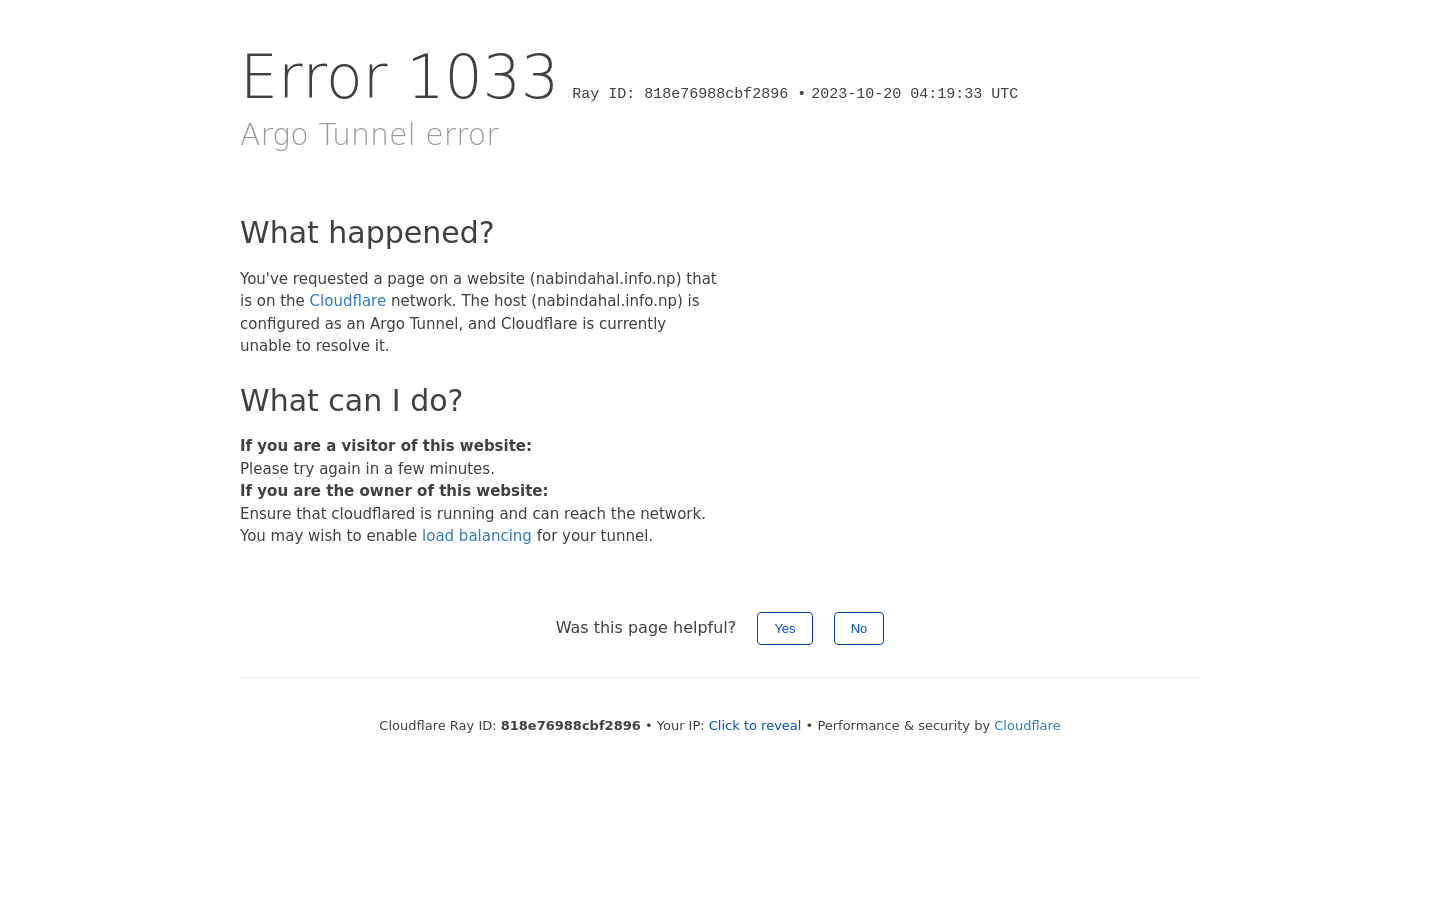 Error 1033 Ray ID: 818e76988cbf2896 • 2023-10-20 04:19:33 UTC
Argo Tunnel error
What happened?
You've requested a page on a website (nabindahal.info.np) that
is on the Cloudflare network. The host (nabindahal.info.np) is
configured as an Argo Tunnel, and Cloudflare is currently
unable to resolve it.
What can I do?
If you are a visitor of this website:
Please try again in a few minutes.
If you are the owner of this website:
Ensure that cloudflared is running and can reach the network.
You may wish to enable load balancing for your tunnel.
Was this page helpful? Yes No
Cloudflare Ray ID: 818e76988cbf2896 • Your IP: Click to reveal • Performance & security by Cloudflare